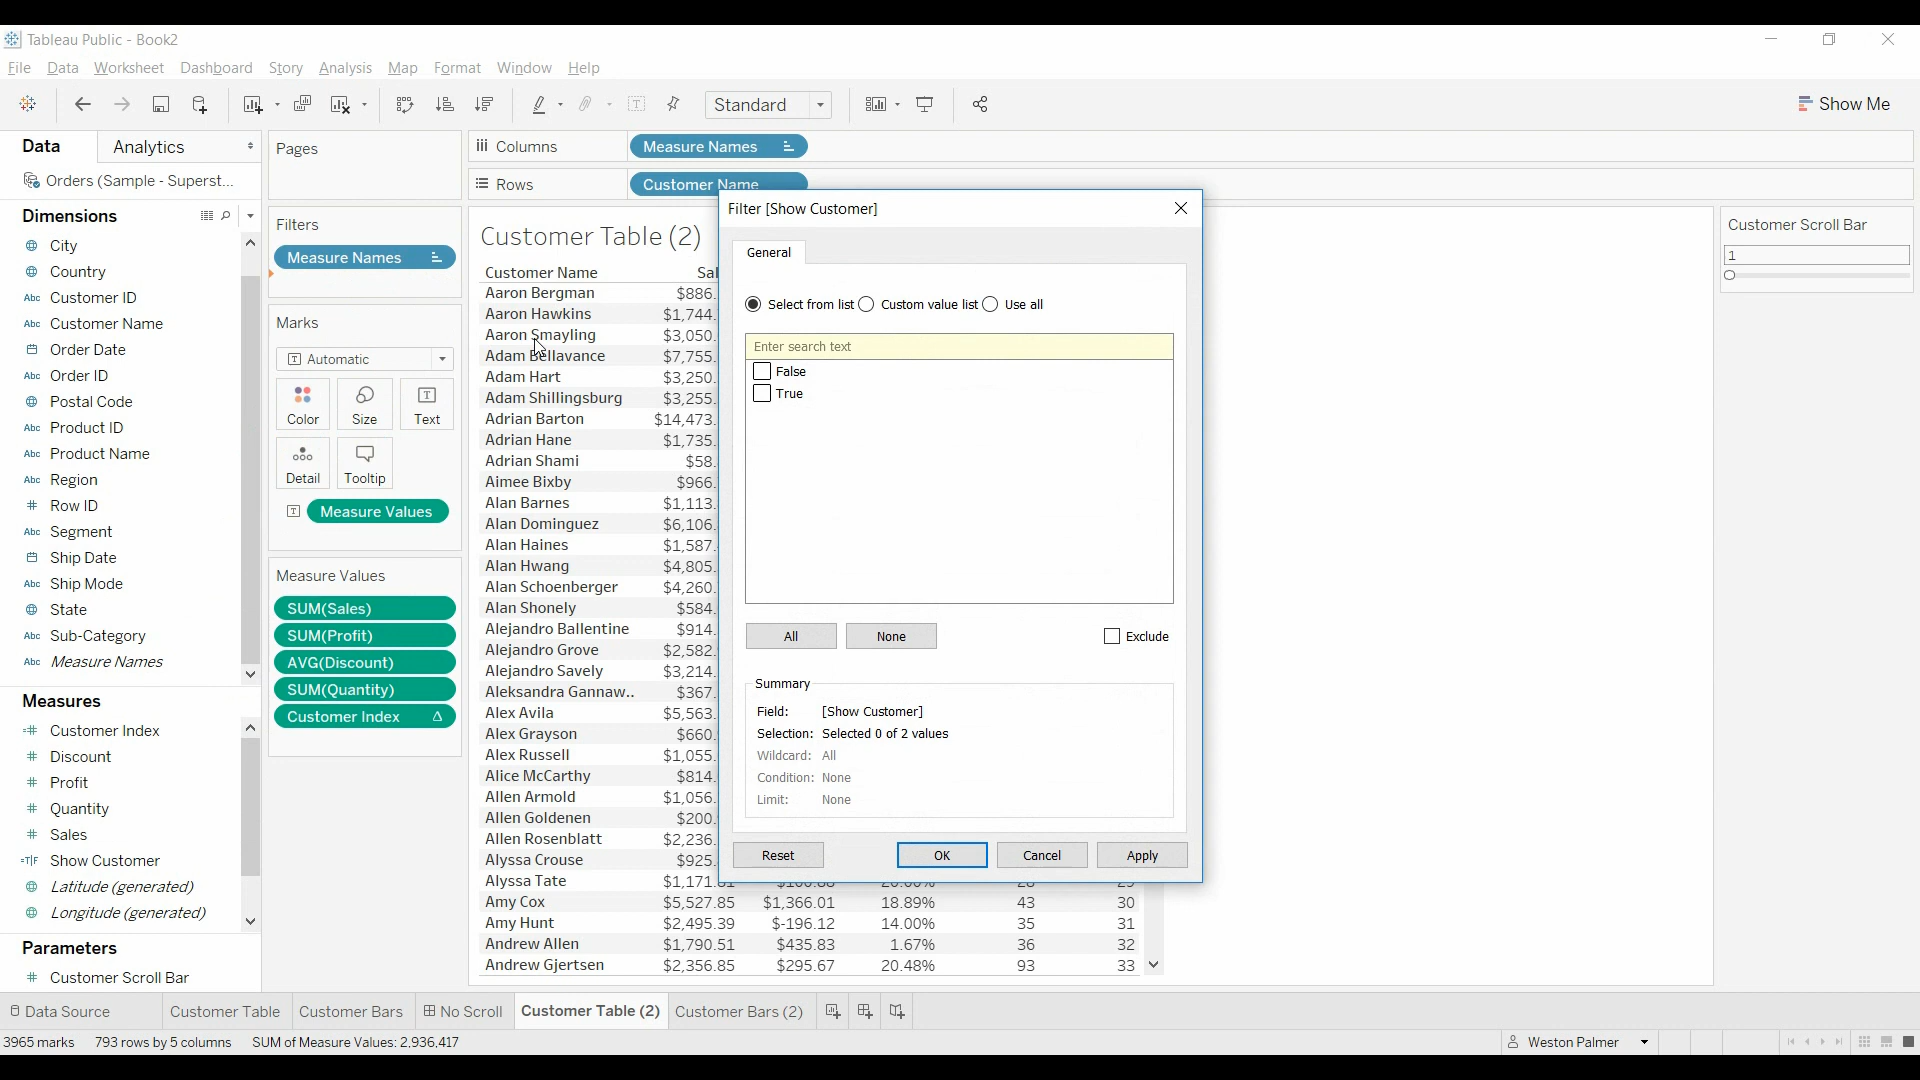 Tableau Public - Book2
File Data Worksheet Dashboard Story Analysis Map Format Window Help
Standard
Show Me
Data Analytics
Orders (Sample - Superst...
Dimensions
City
Country
Abc Customer ID
Abc Customer Name
Order Date
Abc Order ID
Postal Code
Abc Product ID
Abc Product Name
Abc Region
# Row ID
Abc Segment
Ship Date
Abc Ship Mode
State
Abc Sub-Category
Abc Measure Names
Measures
=# Customer Index
# Discount
# Profit
# Quantity
# Sales
=T|F Show Customer
Latitude (generated)
Longitude (generated)
Parameters
# Customer Scroll Bar
Pages
Filters
Measure Names
Marks
T Automatic
Color Size Text
Detail Tooltip
T Measure Values
Measure Values
SUM(Sales)
SUM(Profit)
AVG(Discount)
SUM(Quantity)
Customer Index Δ
Columns Measure Names
Rows Customer Name
Customer Table (2)
Customer Name Sal
Aaron Bergman $886.
Aaron Hawkins $1,744.
Aaron Smayling $3,050.
Adam Bellavance $7,755.
Adam Hart $3,250.
Adam Shillingsburg $3,255.
Adrian Barton $14,473.
Adrian Hane $1,735.
Adrian Shami $58.
Aimee Bixby $966.
Alan Barnes $1,113.
Alan Dominguez $6,106.
Alan Haines $1,587.
Alan Hwang $4,805.
Alan Schoenberger $4,260.
Alan Shonely $584.
Alejandro Ballentine $914.
Alejandro Grove $2,582.
Alejandro Savely $3,214.
Aleksandra Gannaw.. $367.
Alex Avila $5,563.
Alex Grayson $660.
Alex Russell $1,055.
Alice McCarthy $814.
Allen Armold $1,056.
Allen Goldenen $200.
Allen Rosenblatt $2,236.
Alyssa Crouse $925.
Alyssa Tate
Amy Cox $5,527.85 $1,366.01 18.89% 43 30
Amy Hunt $2,495.39 $-196.12 14.00% 35 31
Andrew Allen $1,790.51 $435.83 1.67% 36 32
Andrew Gjertsen $2,356.85 $295.67 20.48% 93 33
Filter [Show Customer]
General
Select from list Custom value list Use all
Enter search text
False
True
All None Exclude
Summary
Field: [Show Customer]
Selection: Selected 0 of 2 values
Wildcard: All
Condition: None
Limit: None
Reset OK Cancel Apply
Customer Scroll Bar
1
Data Source Customer Table Customer Bars No Scroll Customer Table (2) Customer Bars (2)
3965 marks 793 rows by 5 columns SUM of Measure Values: 2,936,417
Weston Palmer